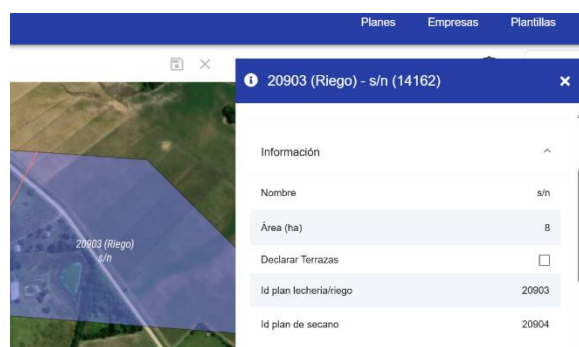 Planes Empresas Plantillas
20903 (Riego) - s/n (14162)
Información
Nombre s/n
Área (ha) 8
Declarar Terrazas
Id plan lecheria/riego 20903
Id plan de secano 20904
20903 (Riego)
s/n